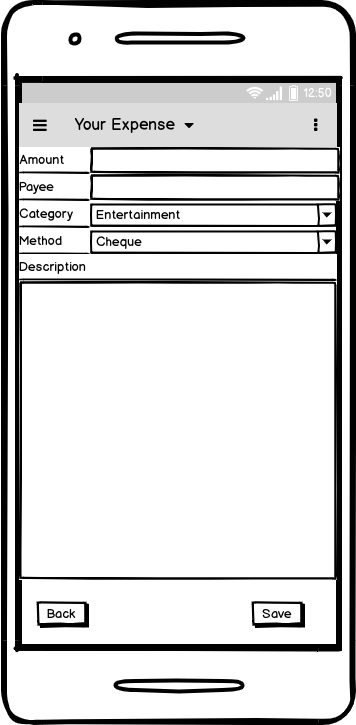 12:50
Your Expense
Amount
Payee
Category Entertainment
Method Cheque
Description
Back Save